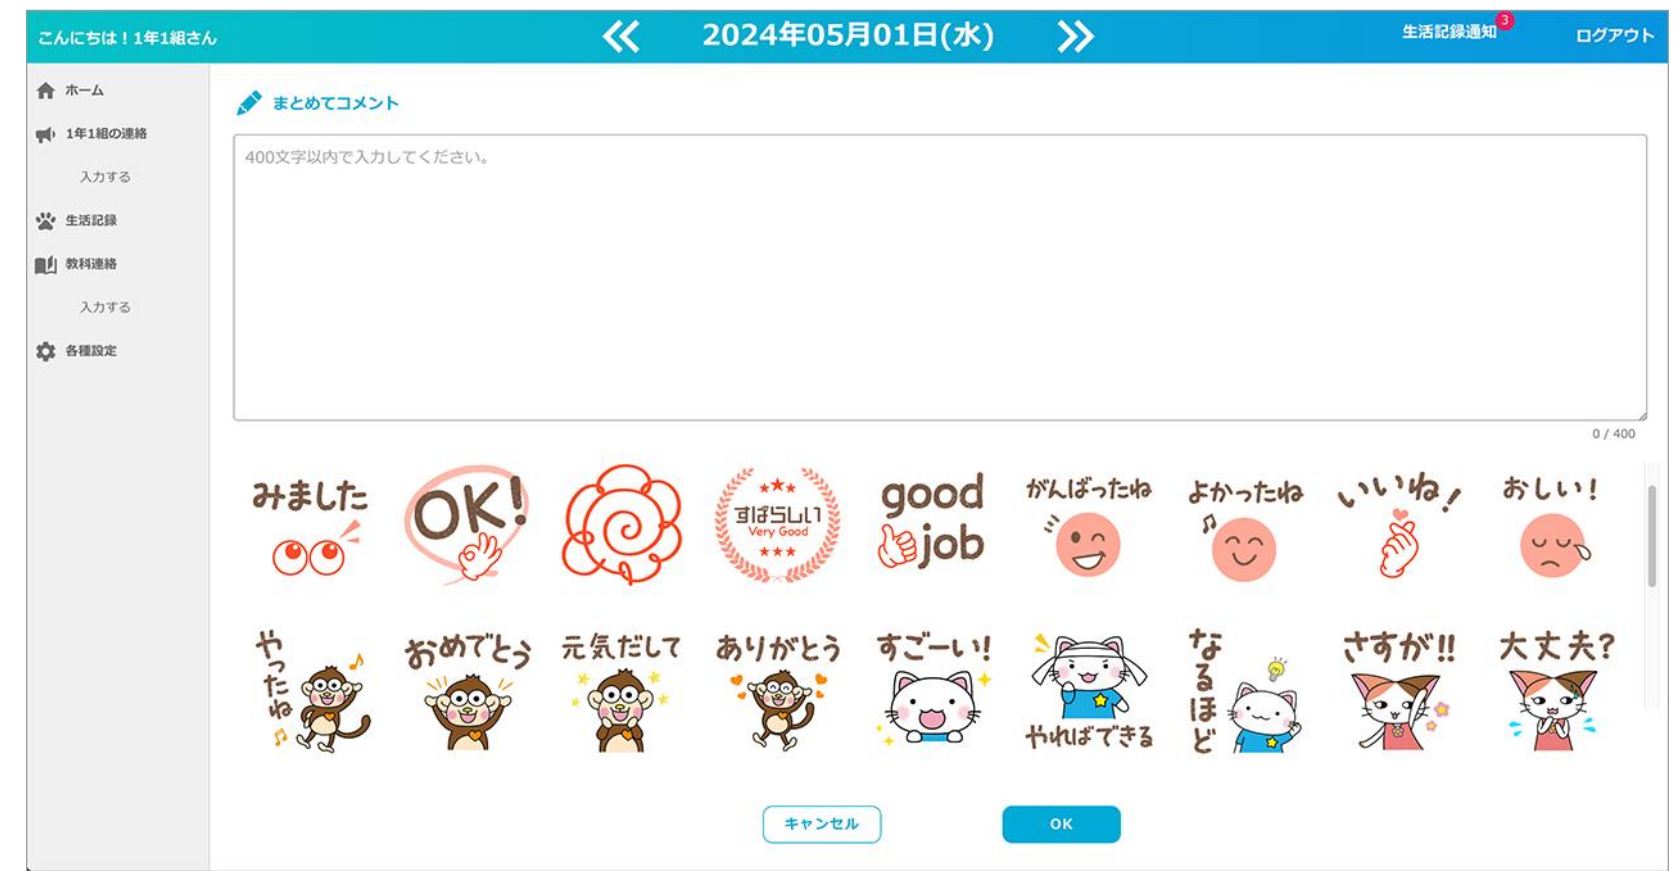 こんにちは！1年1組さん
2024年05月01日(水)
生活記録通知
3
ログアウト
ホーム
1年1組の連絡
入力する
生活記録
教科連絡
入力する
各種設定
まとめてコメント
400文字以内で入力してください。
0 / 400
みました
OK!
すばらしい
Very Good
good
job
がんばったね
よかったね
いいね!
おしい!
やったね
おめでとう
元気だして
ありがとう
すごーい!
やればできる
なるほど
さすが!!
大丈夫?
キャンセル
OK